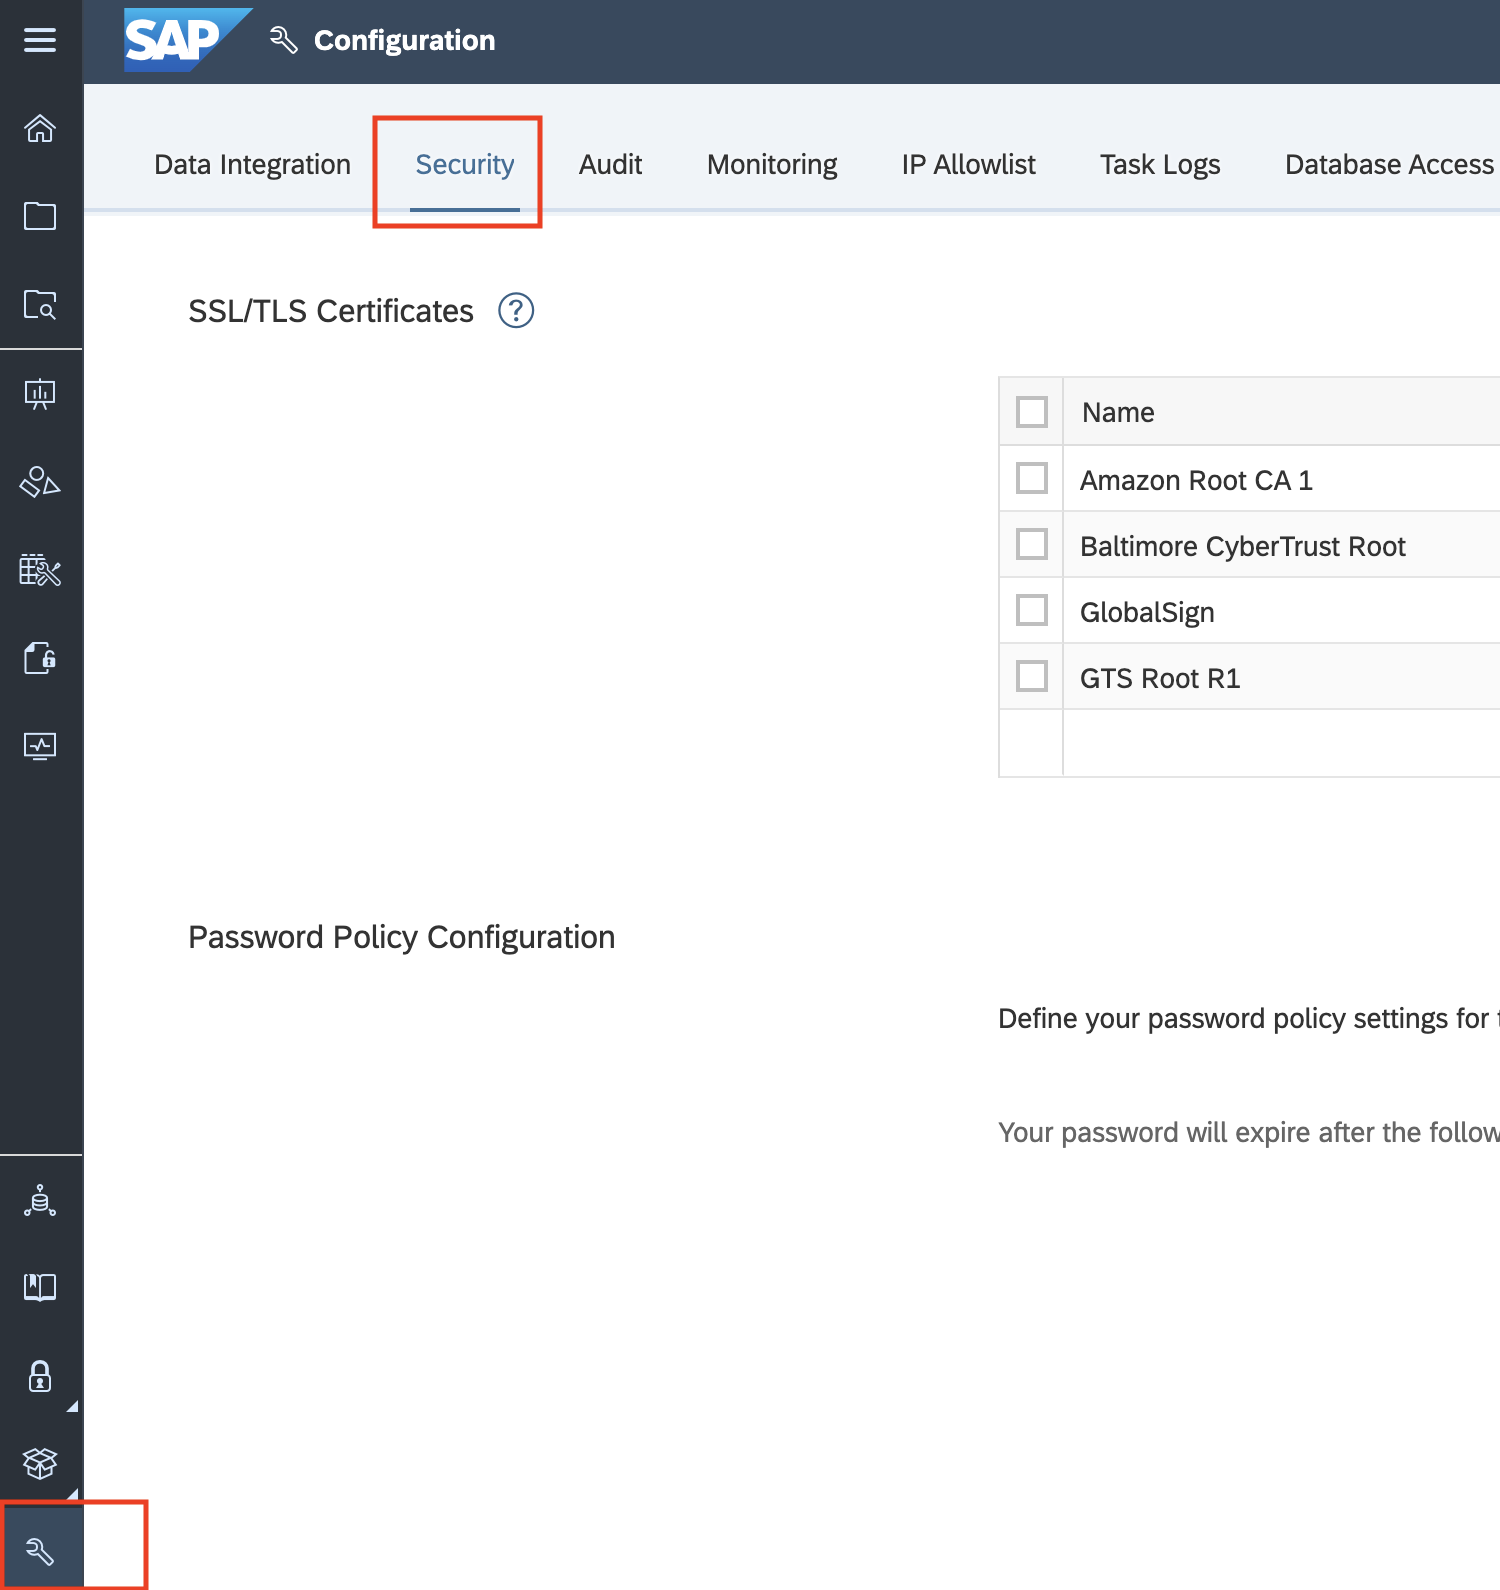 SAP Configuration
Data Integration Security Audit Monitoring IP Allowlist Task Logs Database Access
SSL/TLS Certificates ?
Name
Amazon Root CA 1
Baltimore CyberTrust Root
GlobalSign
GTS Root R1
Password Policy Configuration
Define your password policy settings for
Your password will expire after the follow